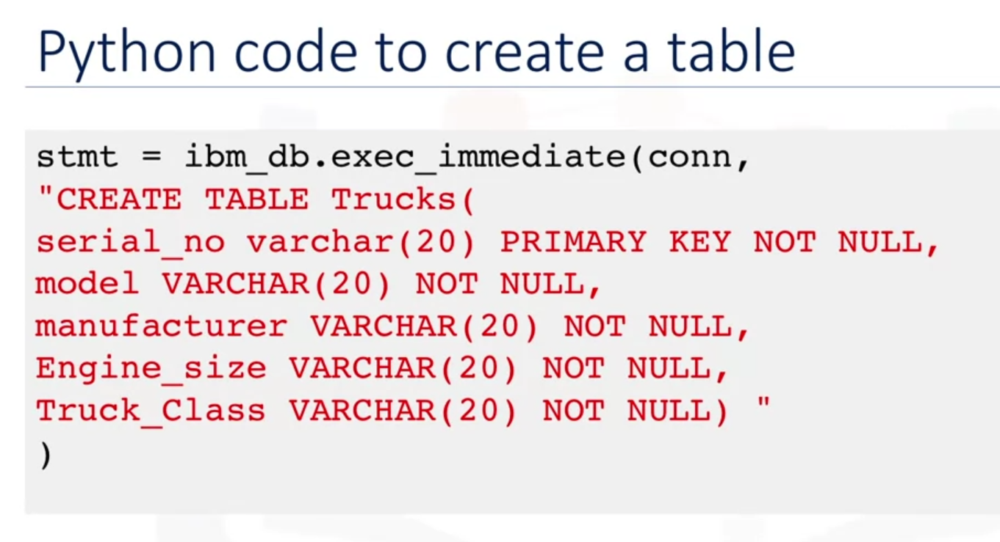 Python code to create a table
stmt = ibm_db.exec_immediate(conn,
"CREATE TABLE Trucks(
serial_no varchar(20) PRIMARY KEY NOT NULL,
model VARCHAR(20) NOT NULL,
manufacturer VARCHAR(20) NOT NULL,
Engine_size VARCHAR(20) NOT NULL,
Truck_Class VARCHAR(20) NOT NULL) "
)